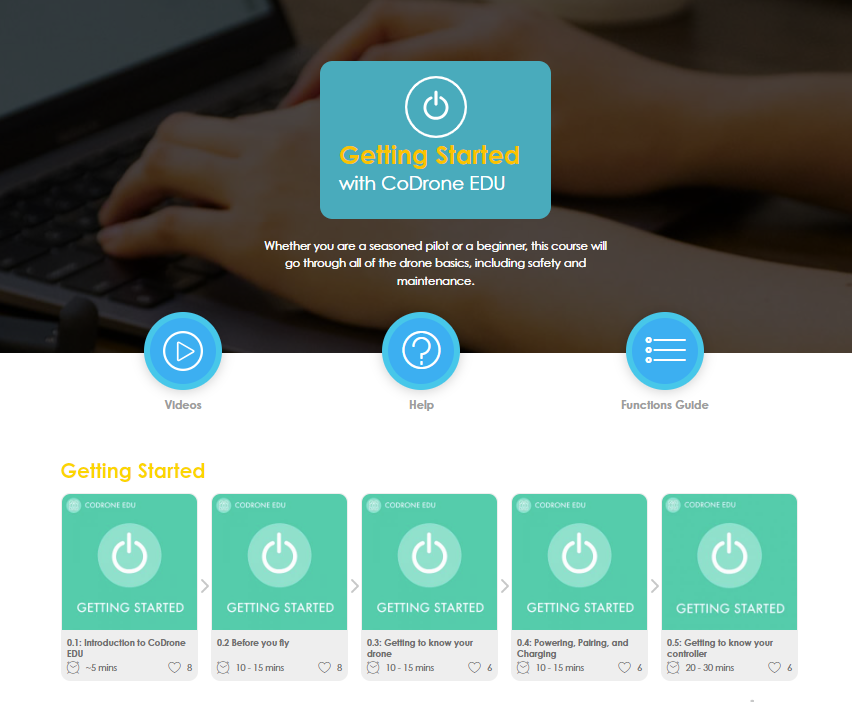 Getting Started
with CoDrone EDU
Whether you are a seasoned pilot or a beginner, this course will
go through all of the drone basics, including safety and
maintenance.
Videos
Help
Functions Guide
Getting Started
CODRONE EDU
GETTING STARTED
0.1: Introduction to CoDrone
EDU
~5 mins
8
CODRONE EDU
GETTING STARTED
0.2 Before you fly
10 - 15 mins
8
CODRONE EDU
GETTING STARTED
0.3: Getting to know your
drone
10 - 15 mins
6
CODRONE EDU
GETTING STARTED
0.4: Powering, Pairing, and
Charging
10 - 15 mins
6
CODRONE EDU
GETTING STARTED
0.5: Getting to know your
controller
20 - 30 mins
6